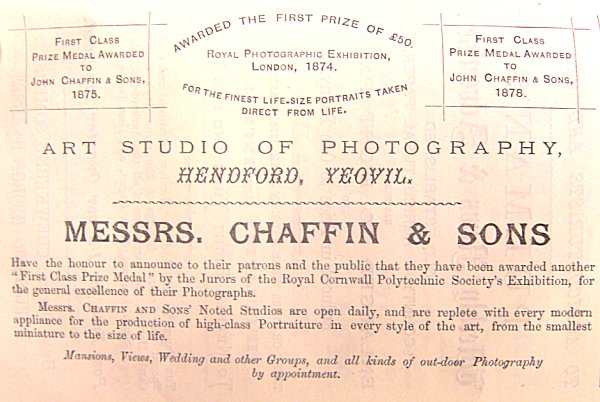 First Class
Prize Medal Awarded
to
John Chaffin & Sons,
1875.
Awarded the First Prize of £50.
Royal Photographic Exhibition,
London, 1874.
For the finest Life-size Portraits taken
direct from life.
First Class
Prize Medal Awarded
to
John Chaffin & Sons,
1878.
ART STUDIO OF PHOTOGRAPHY,
HENDFORD, YEOVIL.
MESSRS. CHAFFIN & SONS
Have the honour to announce to their patrons and the public that they have been awarded another
"First Class Prize Medal" by the Jurors of the Royal Cornwall Polytechnic Society's Exhibition, for
the general excellence of their Photographs.
Messrs. Chaffin and Sons' Noted Studios are open daily, and are replete with every modern
appliance for the production of high-class Portraiture in every style of the art, from the smallest
miniature to the size of life.
Mansions, Views, Wedding and other Groups, and all kinds of out-door Photography
by appointment.